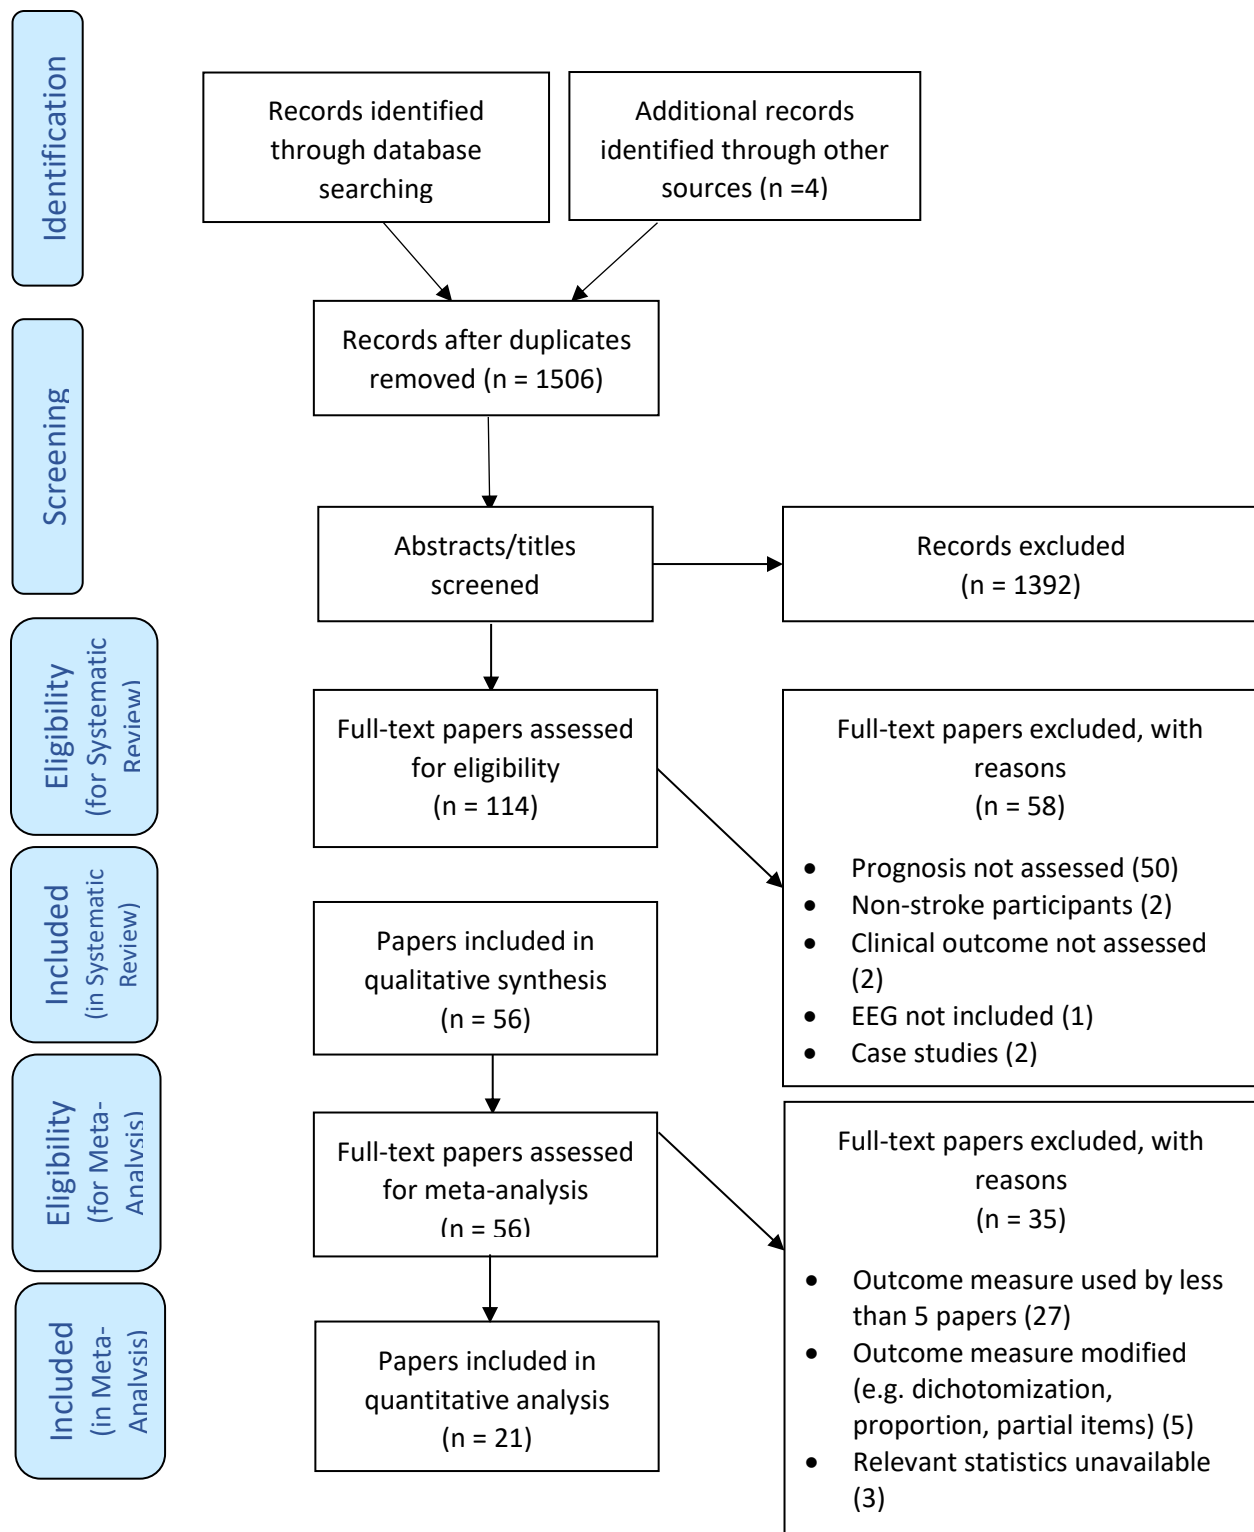 Identification
Records identified
through database
searching
Additional records
identified through other
sources (n =4)
Screening
Records after duplicates
removed (n = 1506)
Abstracts/titles
screened
Records excluded
(n = 1392)
Eligibility
(for Systematic
Review)
Full-text papers assessed
for eligibility
(n = 114)
Full-text papers excluded, with
reasons
n = 58)
• Prognosis not assessed (50)
• Non-stroke participants (2)
• Clinical outcome not assessed
(2)
• EEG not included (1)
• Case studies (2)
Included
(in Systematic
Review)
Papers included in
qualitative synthesis
(n = 56)
Eligibility
(for Meta-
Analysis)
Full-text papers assessed
for meta-analysis
(n = 56)
Full-text papers excluded, with
reasons
(n = 35)
• Outcome measure used by less
than 5 papers (27)
• Outcome measure modified
(e.g. dichotomization,
proportion, partial items) (5)
• Relevant statistics unavailable
(3)
Included
(in Meta-
Analysis)
Papers included in
quantitative analysis
(n = 21)